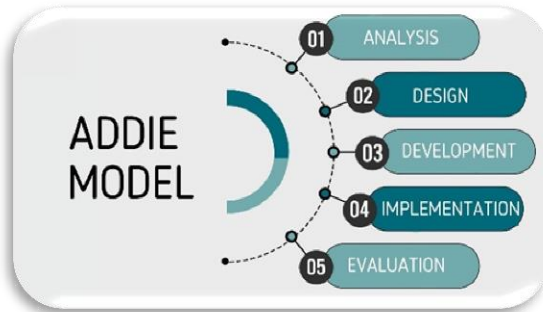 ADDIE
MODEL
01 ANALYSIS
02 DESIGN
03 DEVELOPMENT
04 IMPLEMENTATION
05 EVALUATION